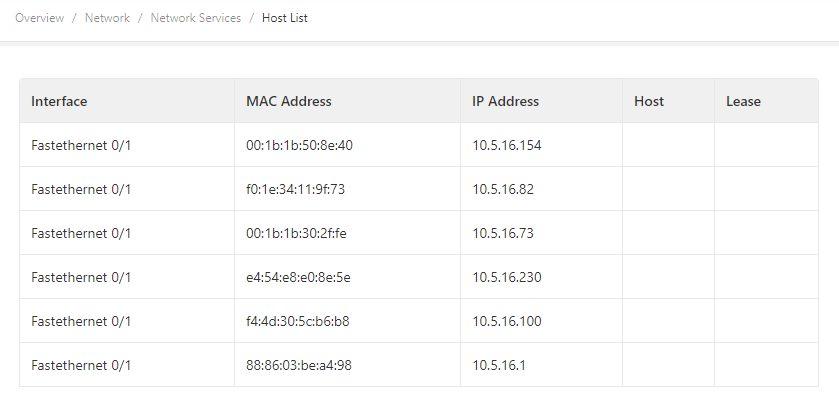 Overview / Network / Network Services / Host List
Interface MAC Address IP Address Host Lease
Fastethernet 0/1 00:1b:1b:50:8e:40 10.5.16.154
Fastethernet 0/1 f0:1e:34:11:9f:73 10.5.16.82
Fastethernet 0/1 00:1b:1b:30:2f:fe 10.5.16.73
Fastethernet 0/1 e4:54:e8:e0:8e:5e 10.5.16.230
Fastethernet 0/1 f4:4d:30:5c:b6:b8 10.5.16.100
Fastethernet 0/1 88:86:03:be:a4:98 10.5.16.1